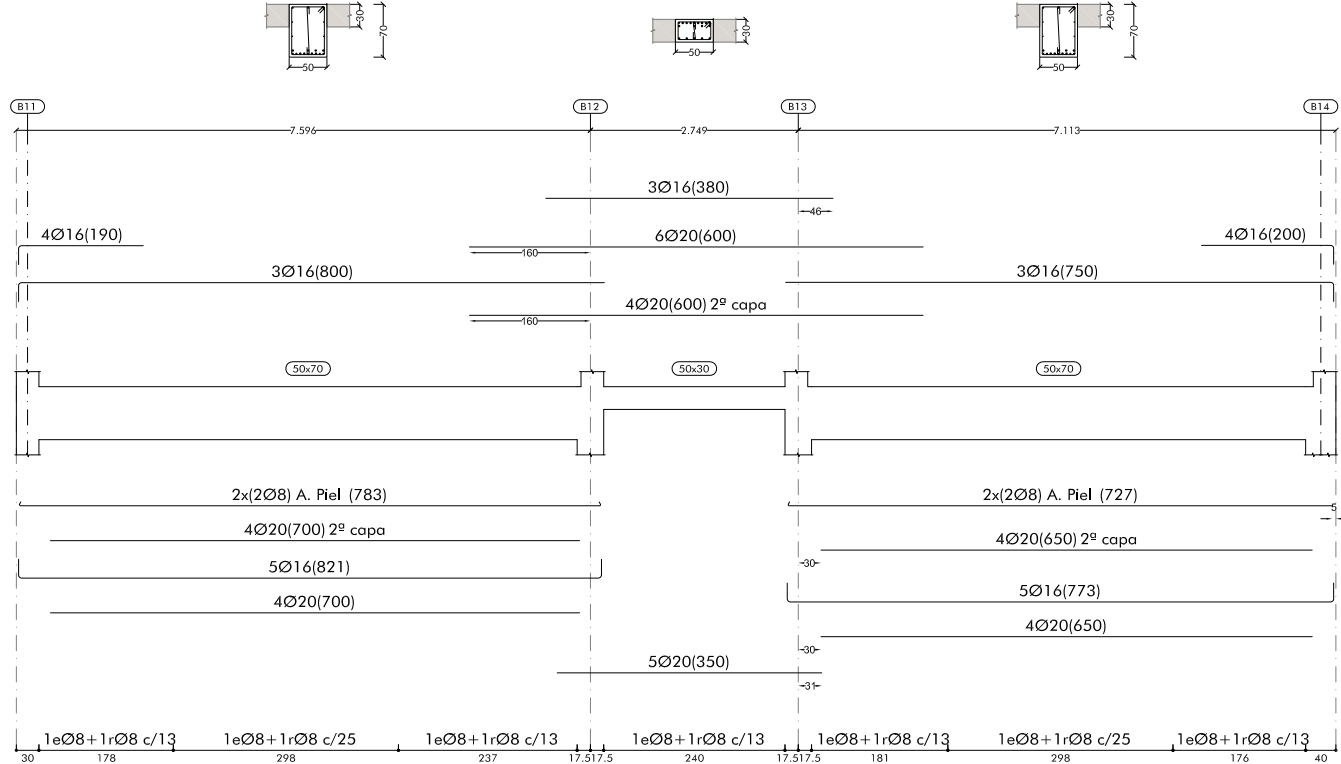 30
70
50
30
50
30
70
50
B11
B12
B13
B14
7.596
2.749
7.113
3Ø16(380)
46
4Ø16(190)
6Ø20(600)
4Ø16(200)
160
3Ø16(800)
3Ø16(750)
4Ø20(600) 2ª capa
160
50x70
50x30
50x70
2x(2Ø8) A. Piel (783)
2x(2Ø8) A. Piel (727)
5
4Ø20(700) 2ª capa
4Ø20(650) 2ª capa
30
5Ø16(821)
5Ø16(773)
4Ø20(700)
4Ø20(650)
30
5Ø20(350)
31
1eØ8+1rØ8 c/13 1eØ8+1rØ8 c/25 1eØ8+1rØ8 c/13 1eØ8+1rØ8 c/13 1eØ8+1rØ8 c/13 1eØ8+1rØ8 c/25 1eØ8+1rØ8 c/13
30 178 298 237 17.5 17.5 240 17.5 17.5 181 298 176 40